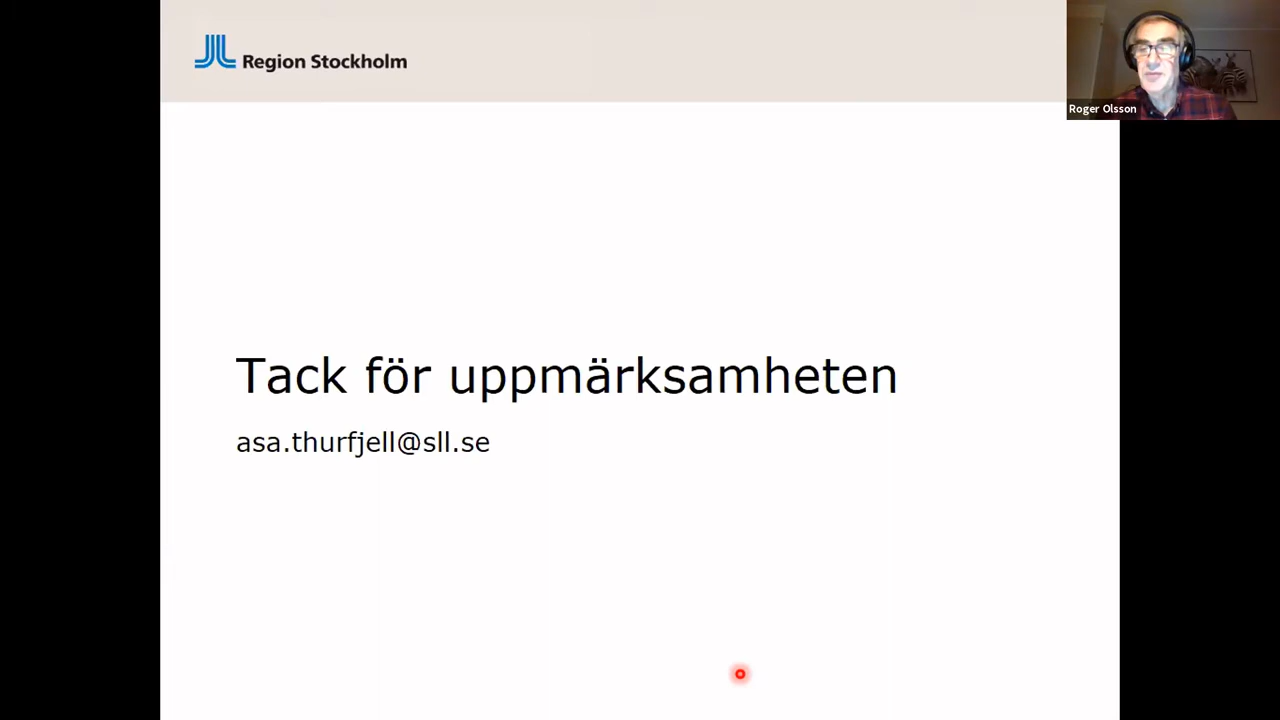 Region Stockholm
Roger Olsson
Tack för uppmärksamheten
asa.thurfjell@sll.se